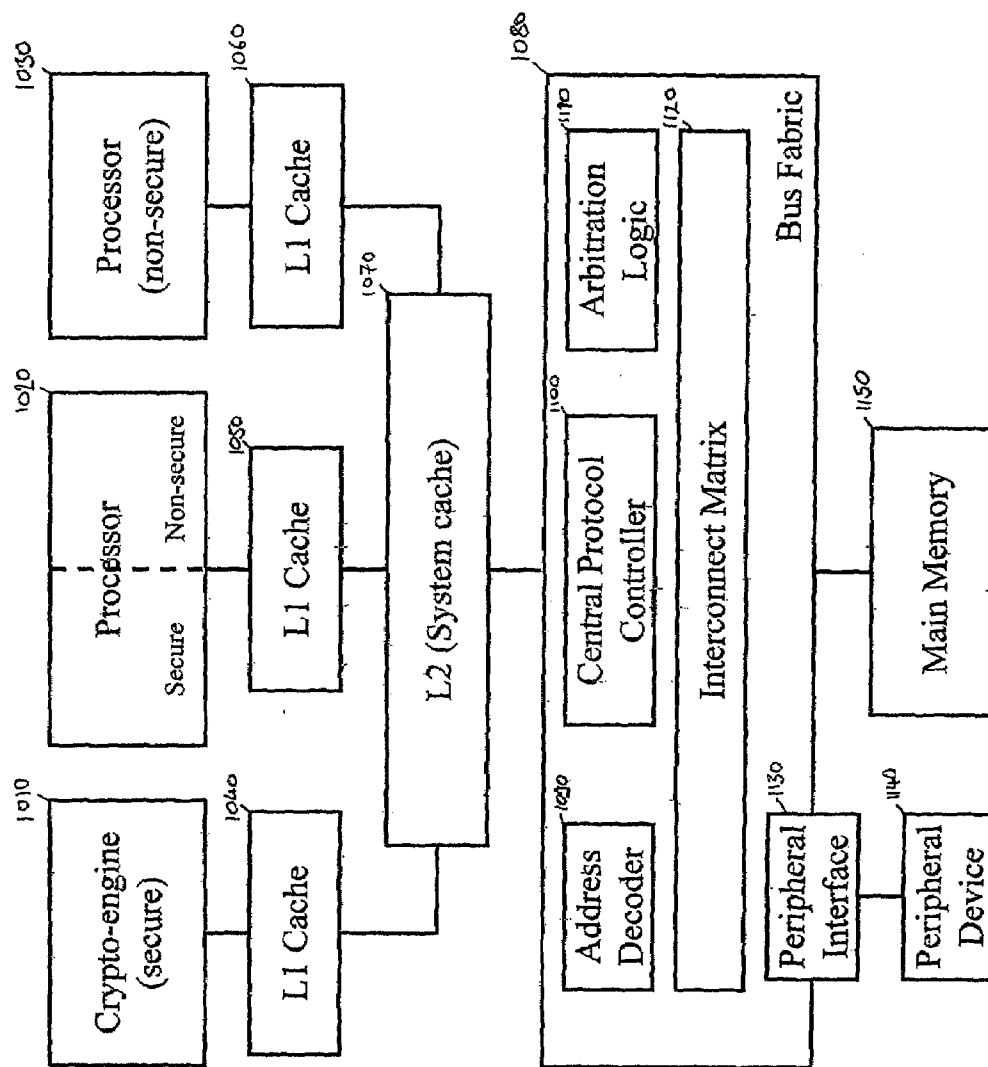 1010
Crypto-engine
(secure)
1020
Processor
Secure
Non-secure
1030
Processor
(non-secure)
1040
L1 Cache
1050
L1 Cache
1060
L1 Cache
1070
L2 (System cache)
1080
1090
Address
Decoder
1100
Central Protocol
Controller
1110
Arbitration
Logic
1120
Interconnect Matrix
Bus Fabric
1130
Peripheral
Interface
1140
Peripheral
Device
1150
Main Memory